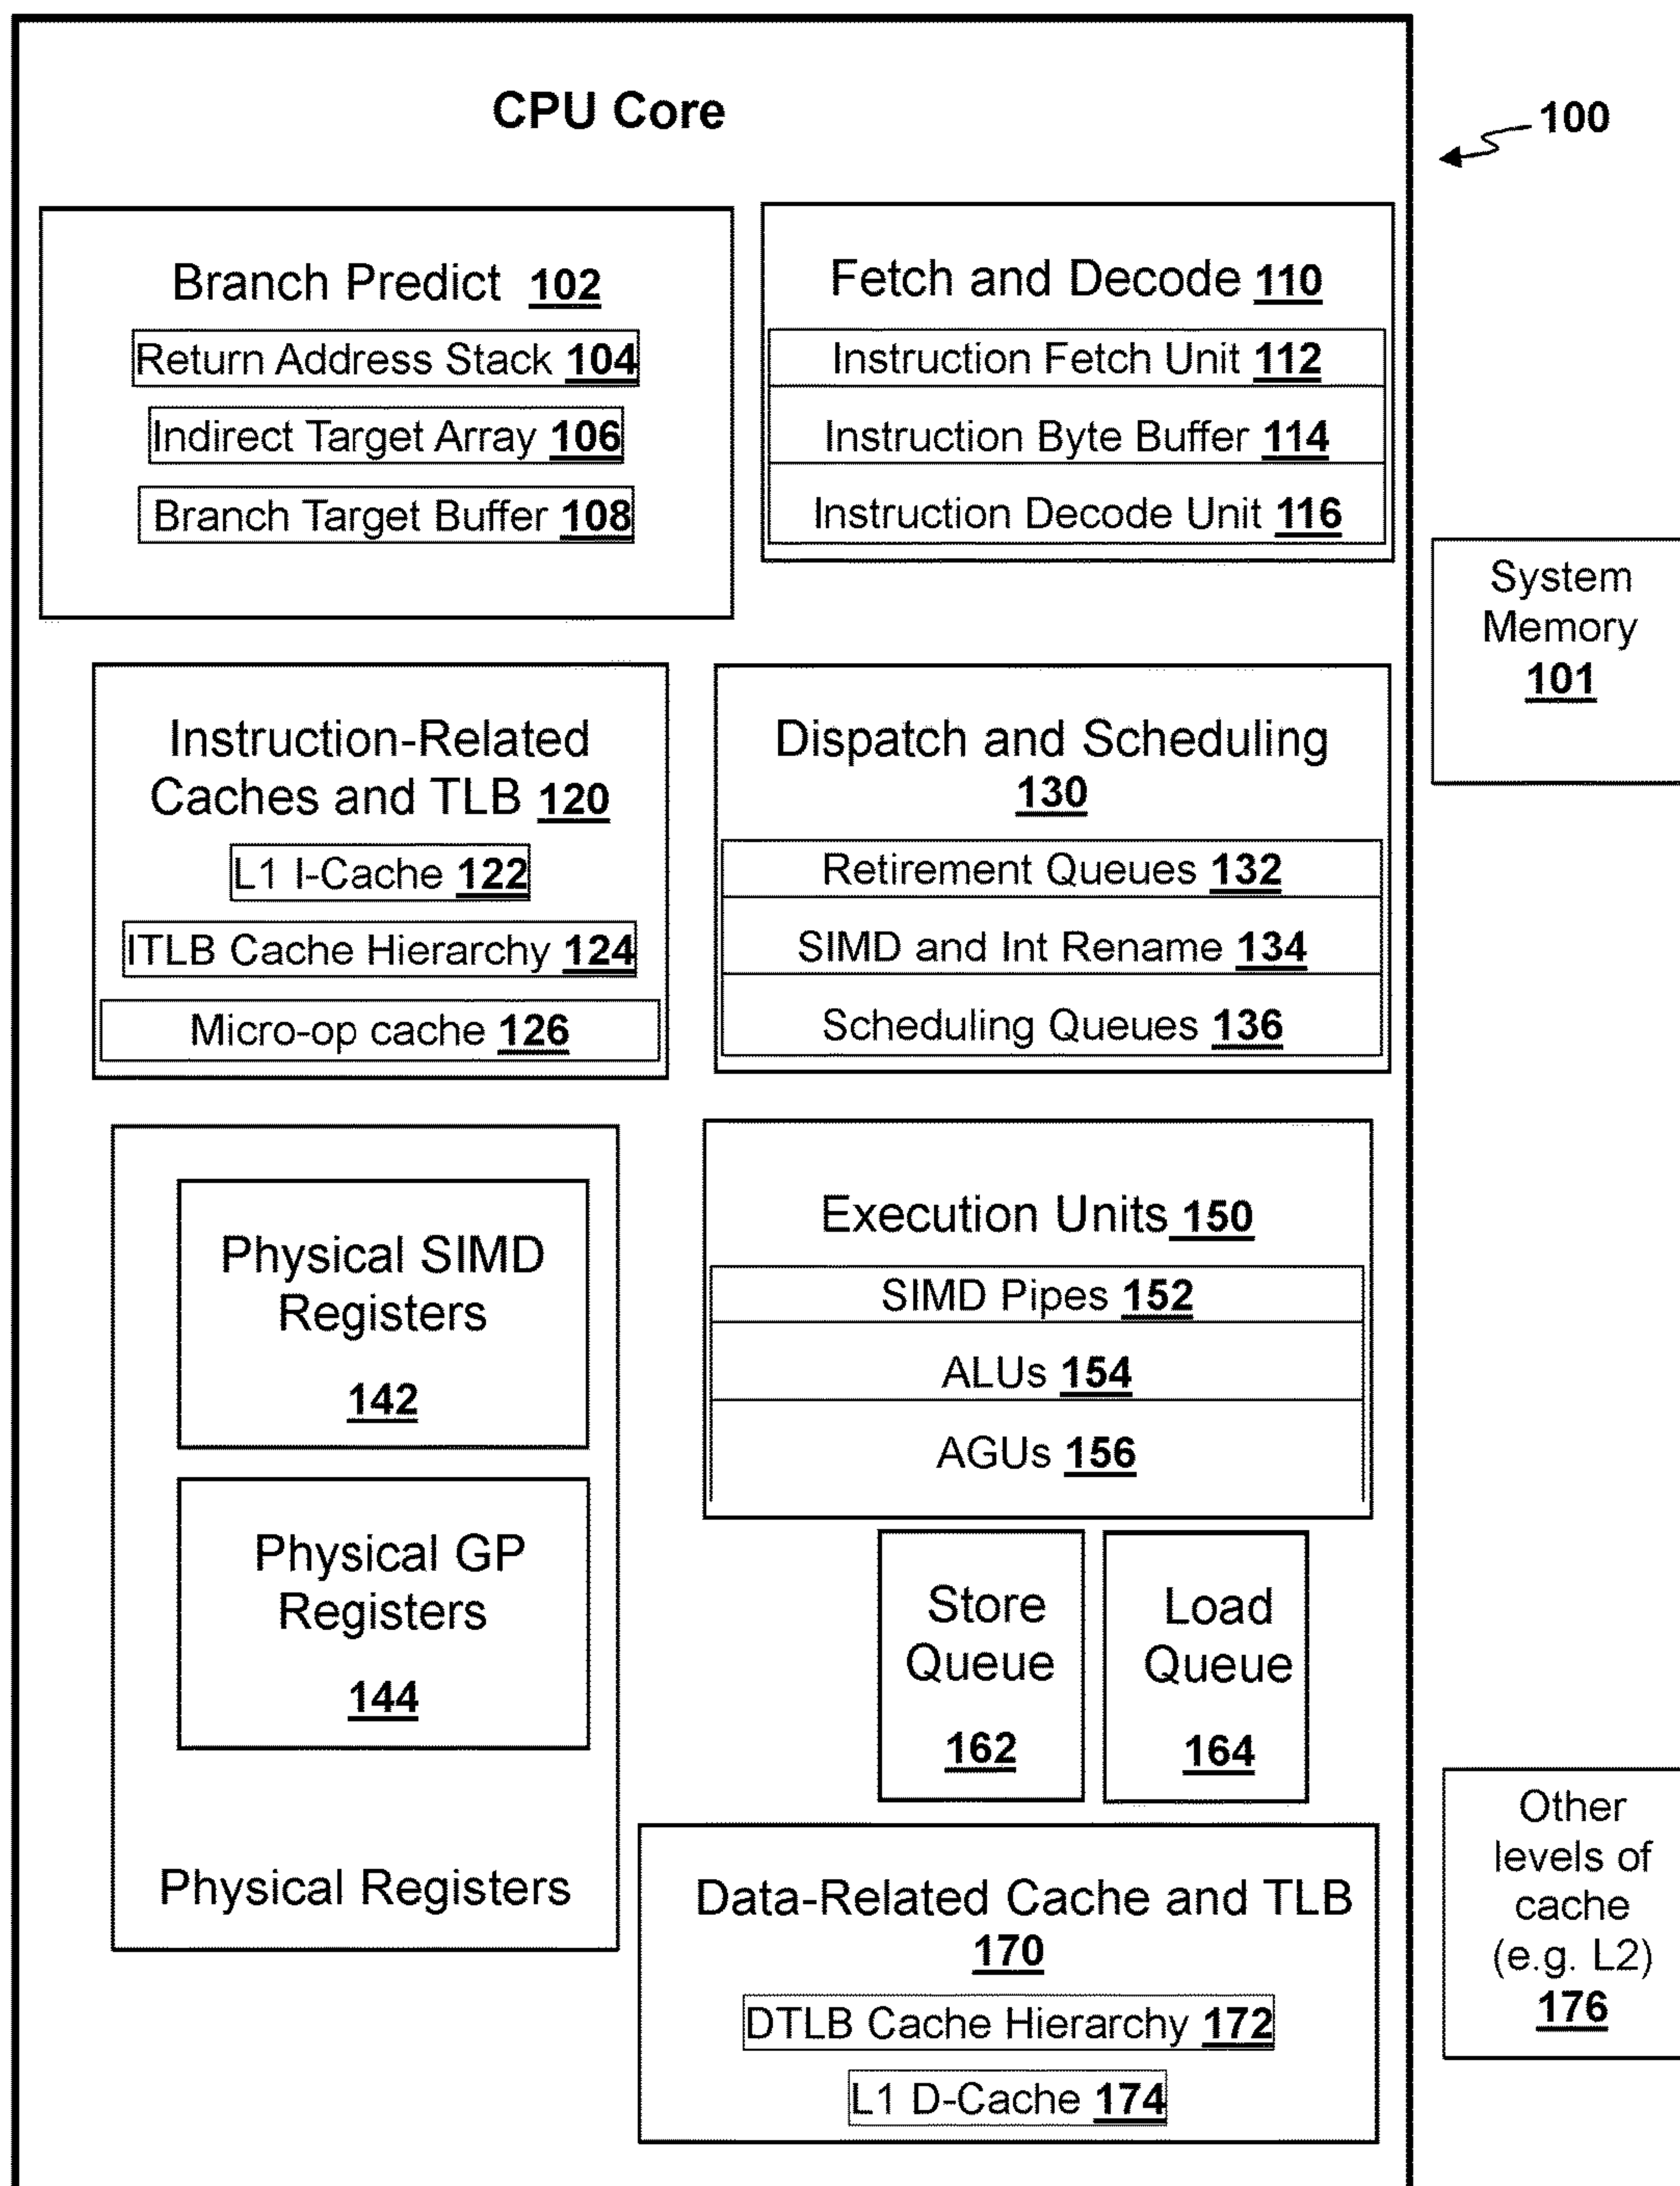 CPU Core
100
Branch Predict 102
Return Address Stack 104
Indirect Target Array 106
Branch Target Buffer 108
Fetch and Decode 110
Instruction Fetch Unit 112
Instruction Byte Buffer 114
Instruction Decode Unit 116
System
Memory
101
Instruction-Related
Caches and TLB 120
L1 I-Cache 122
ITLB Cache Hierarchy 124
Micro-op cache 126
Dispatch and Scheduling
130
Retirement Queues 132
SIMD and Int Rename 134
Scheduling Queues 136
Physical SIMD
Registers
142
Physical GP
Registers
144
Physical Registers
Execution Units 150
SIMD Pipes 152
ALUs 154
AGUs 156
Store
Queue
162
Load
Queue
164
Data-Related Cache and TLB
170
DTLB Cache Hierarchy 172
L1 D-Cache 174
Other
levels of
cache
(e.g. L2)
176